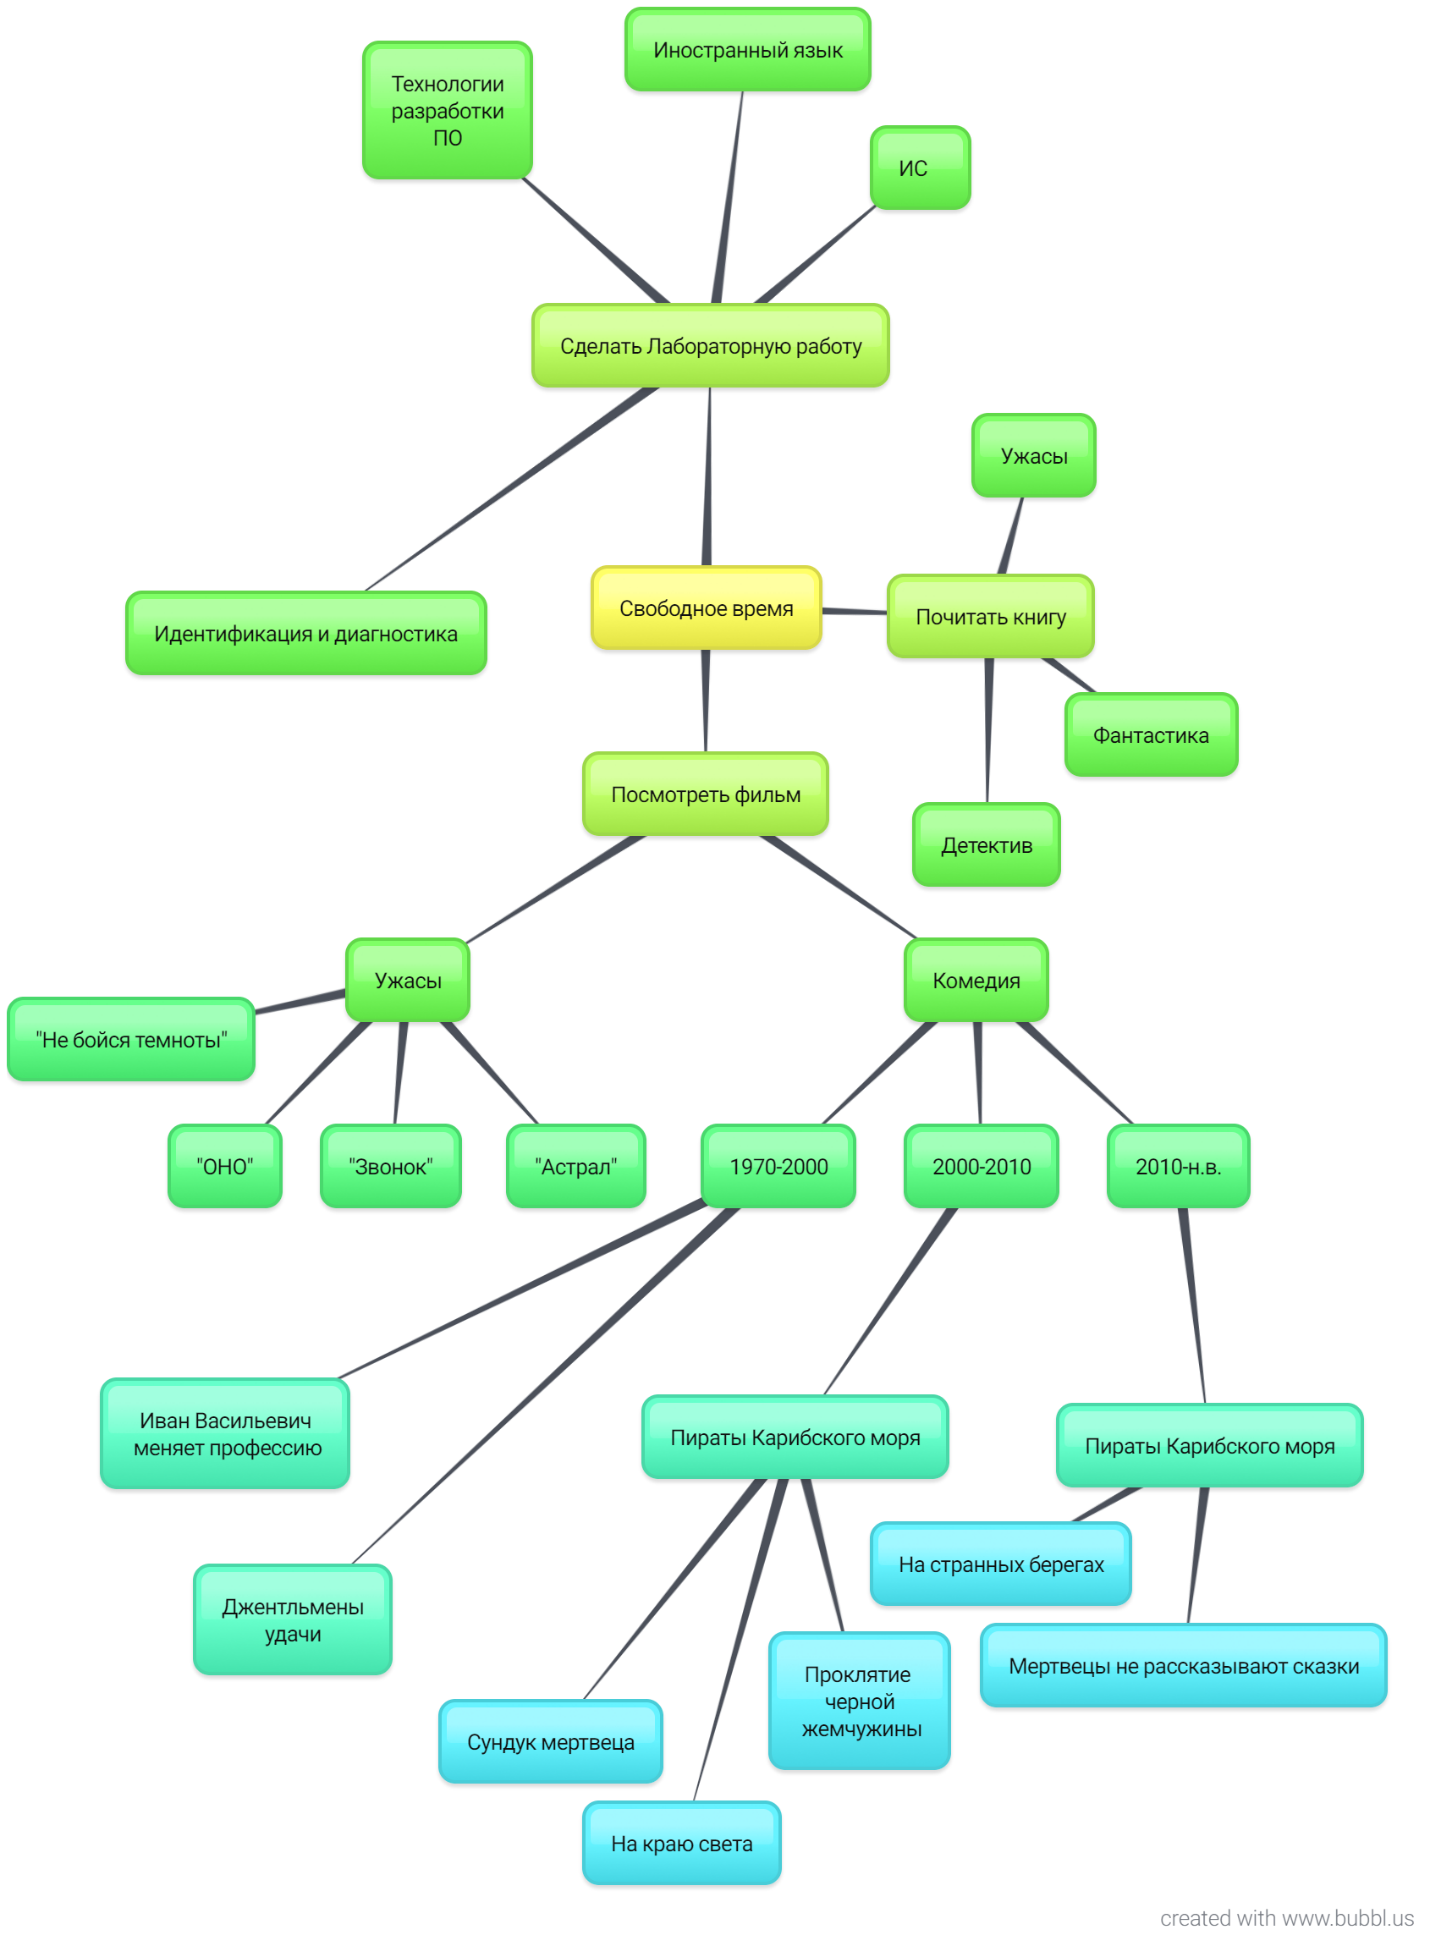 Иностранный язык
Технологии
разработки
ПО
ИС
Сделать Лабораторную работу
Ужасы
Идентификация и диагностика
Свободное время
Почитать книгу
Фантастика
Посмотреть фильм
Детектив
Ужасы
Комедия
"Не бойся темноты"
"ОНО"
"Звонок"
"Астрал"
1970-2000
2000-2010
2010-н.в.
Иван Васильевич
меняет профессию
Пираты Карибского моря
Пираты Карибского моря
На странных берегах
Джентльмены
удачи
Мертвецы не рассказывают сказки
Проклятие
черной
жемчужины
Сундук мертвеца
На краю света
created with www.bubbl.us